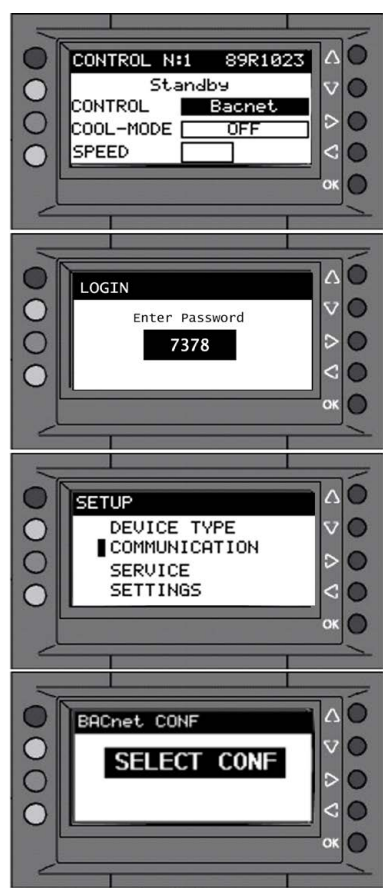 CONTROL N:1 89R1023
Standby
CONTROL Bacnet
COOL-MODE OFF
SPEED
OK
LOGIN
Enter Password
7378
OK
SETUP
DEVICE TYPE
COMMUNICATION
SERVICE
SETTINGS
OK
BACnet CONF
SELECT CONF
OK